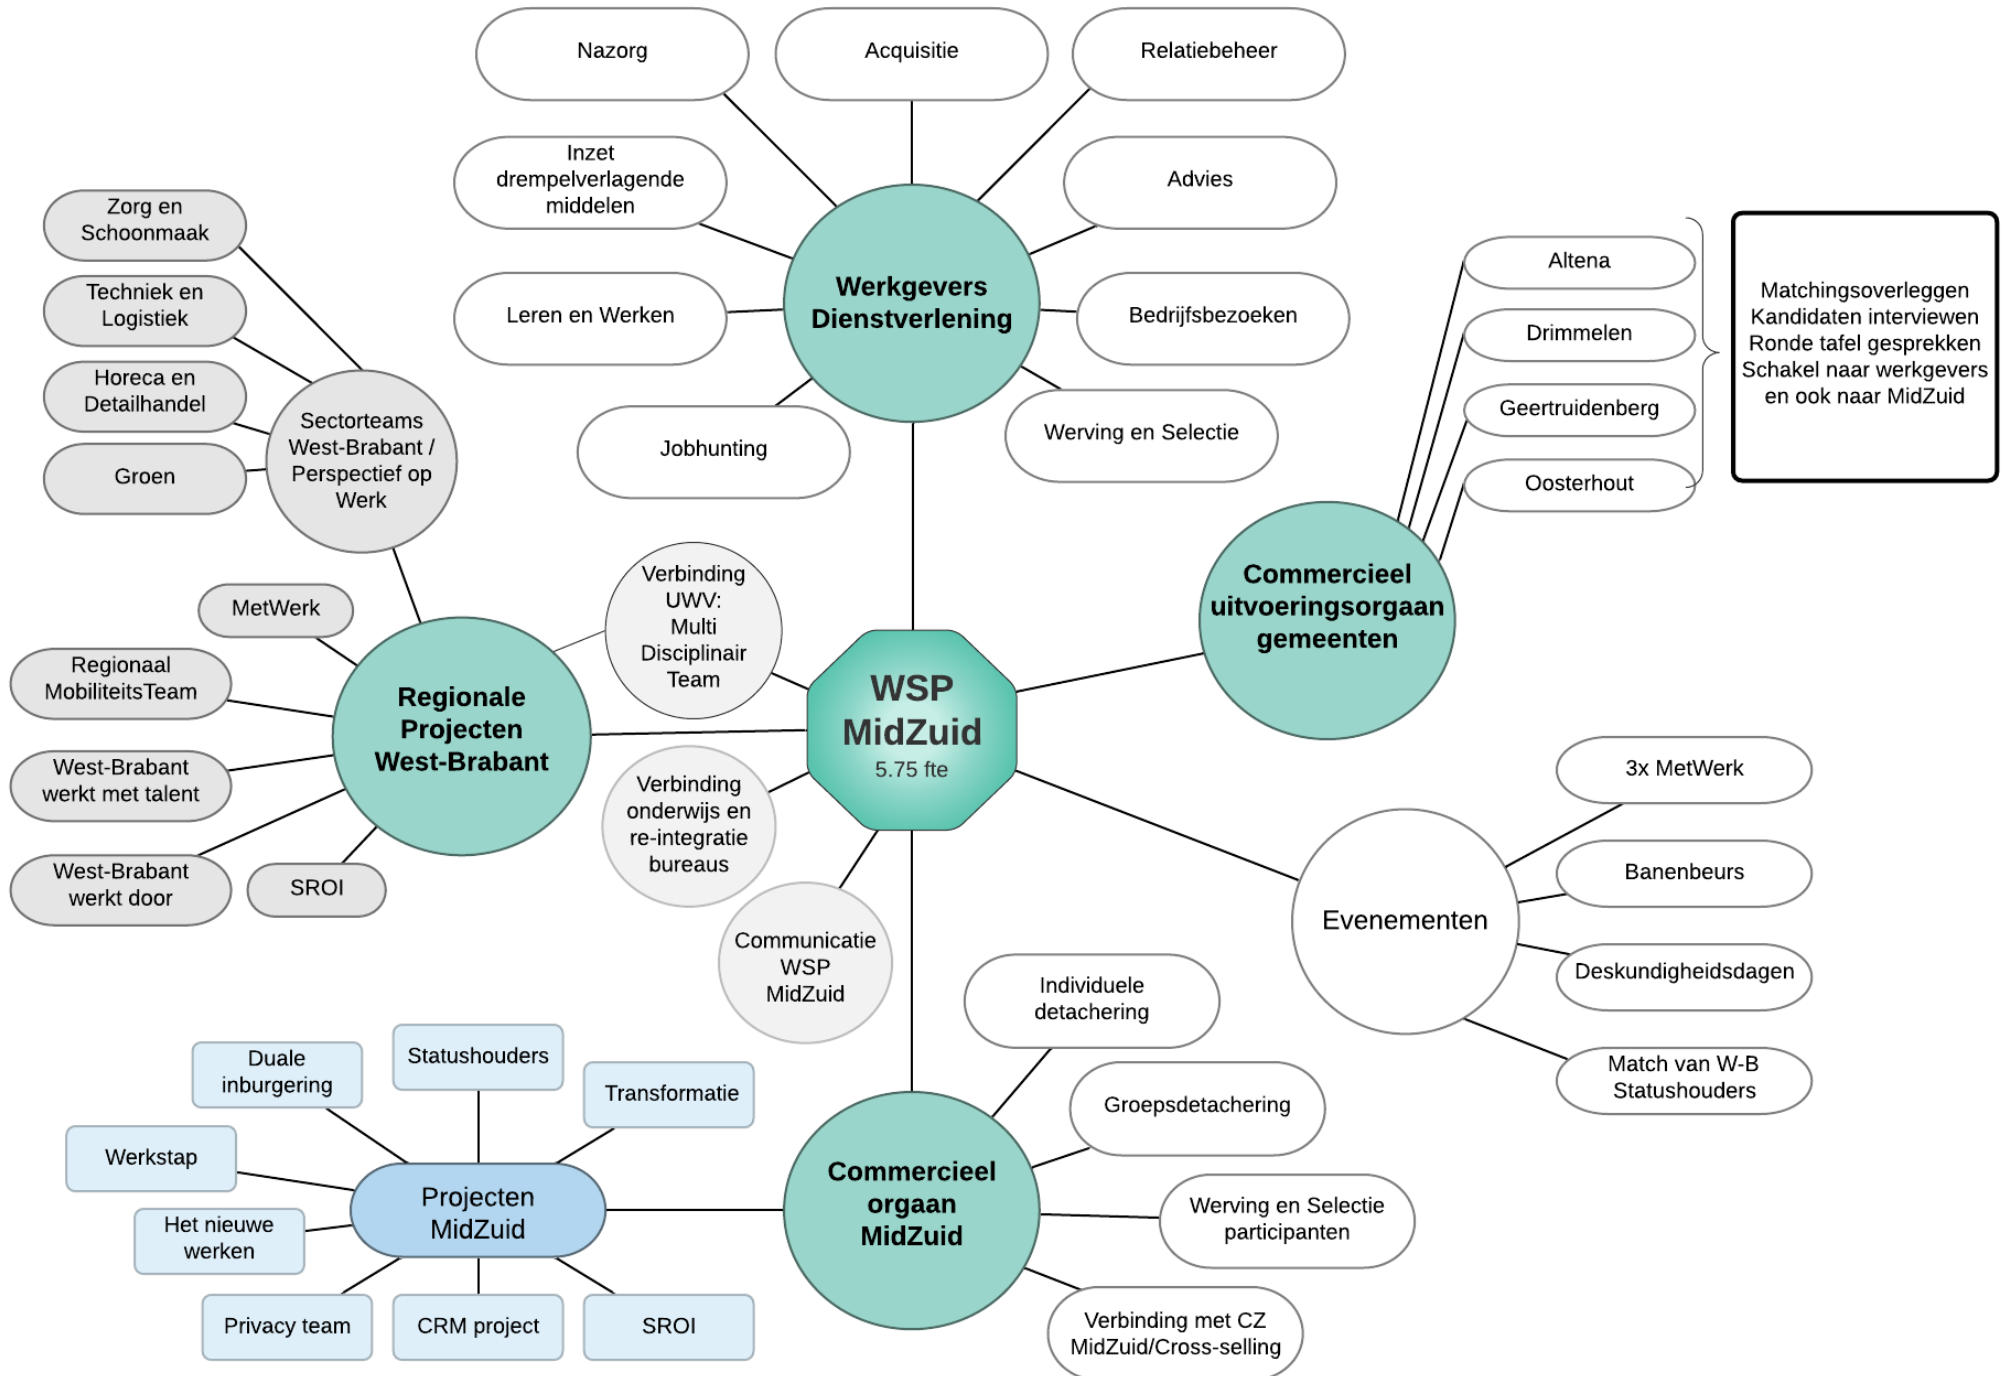 Nazorg
Acquisitie
Relatiebeheer
Inzet
drempelverlagende
middelen
Advies
Leren en Werken
Werkgevers
Dienstverlening
Bedrijfsbezoeken
Jobhunting
Werving en Selectie
Zorg en
Schoonmaak
Techniek en
Logistiek
Horeca en
Detailhandel
Groen
Sectorteams
West-Brabant /
Perspectief op
Werk
Altena
Drimmelen
Geertruidenberg
Oosterhout
Matchingsoverleggen
Kandidaten interviewen
Ronde tafel gesprekken
Schakel naar werkgevers
en ook naar MidZuid
Commercieel
uitvoeringsorgaan
gemeenten
Verbinding
UWV:
Multi
Disciplinair
Team
MetWerk
Regionaal
MobiliteitsTeam
West-Brabant
werkt met talent
West-Brabant
werkt door
SROI
Regionale
Projecten
West-Brabant
WSP
MidZuid
5.75 fte
Verbinding
onderwijs en
re-integratie
bureaus
Communicatie
WSP
MidZuid
Evenementen
3x MetWerk
Banenbeurs
Deskundigheidsdagen
Match van W-B
Statushouders
Individuele
detachering
Groepsdetachering
Werving en Selectie
participanten
Verbinding met CZ
MidZuid/Cross-selling
Commercieel
orgaan
MidZuid
Duale
inburgering
Statushouders
Transformatie
Werkstap
Projecten
MidZuid
Het nieuwe
werken
Privacy team
CRM project
SROI